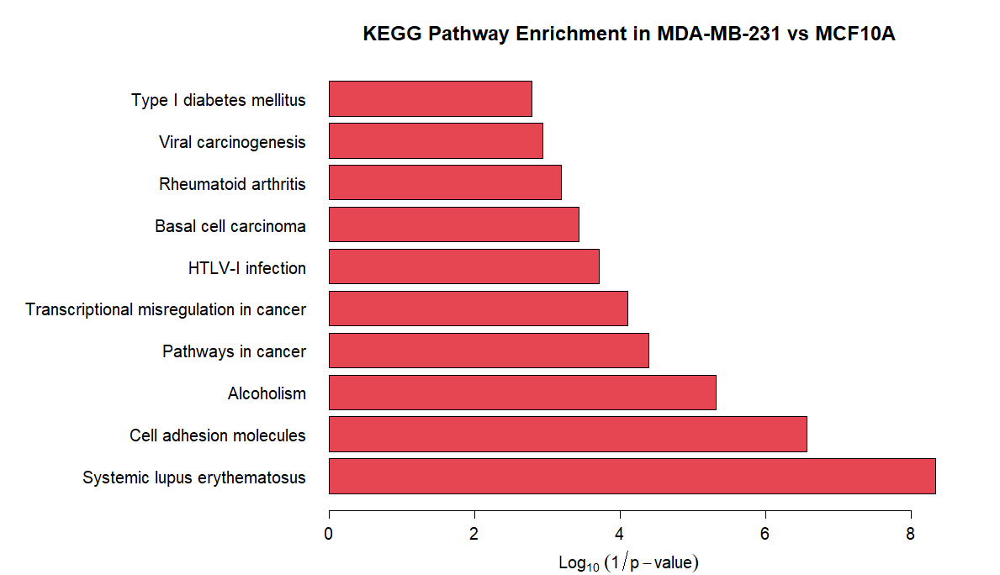 KEGG Pathway Enrichment in MDA-MB-231 vs MCF10A
Type I diabetes mellitus
Viral carcinogenesis
Rheumatoid arthritis
Basal cell carcinoma
HTLV-I infection
Transcriptional misregulation in cancer
Pathways in cancer
Alcoholism
Cell adhesion molecules
Systemic lupus erythematosus
0 2 4 6 8
Log₁₀ (1/p−value)